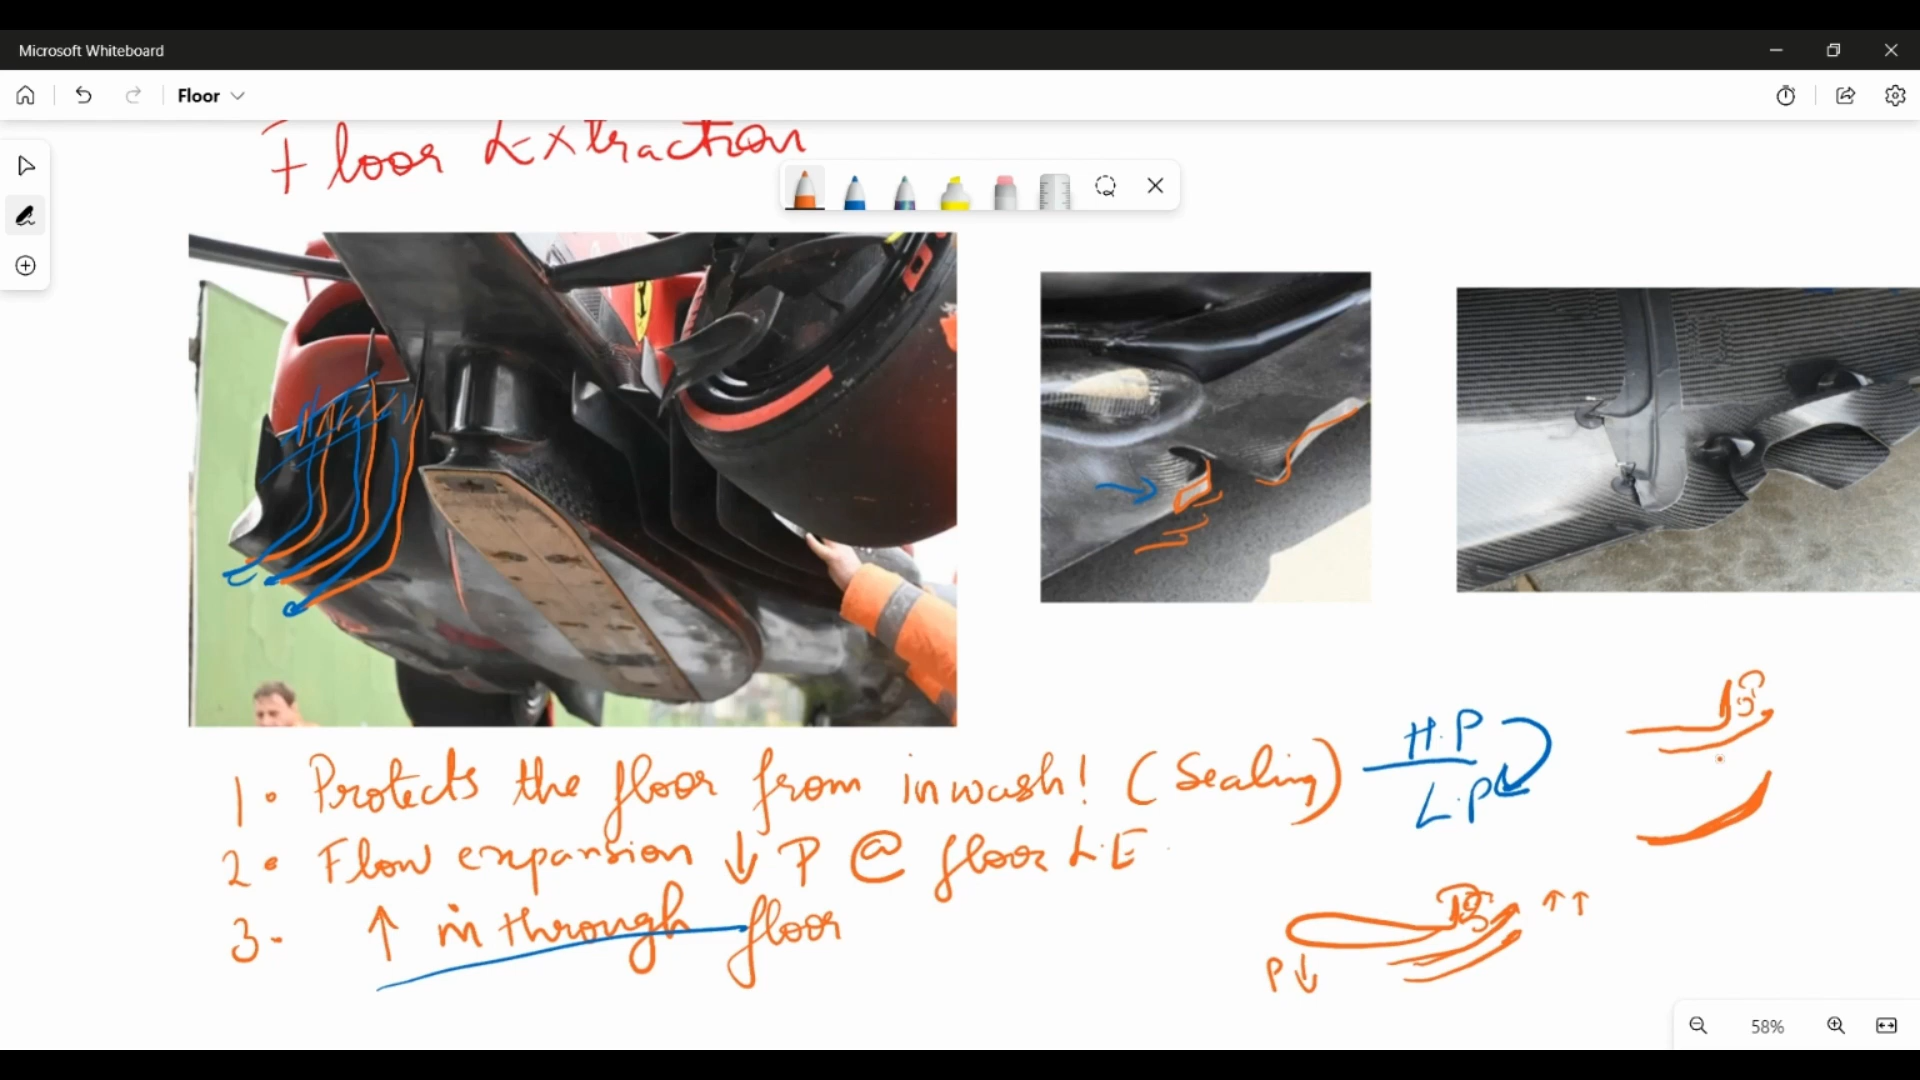 Microsoft Whiteboard
Floor
Floor Extraction
1. Protects the floor from inwash! (Sealing)
H.P
L.P
2. Flow expansion ↓ P @ floor L.E
3. ↑ ṁ through floor
↑↑
P↓
58%